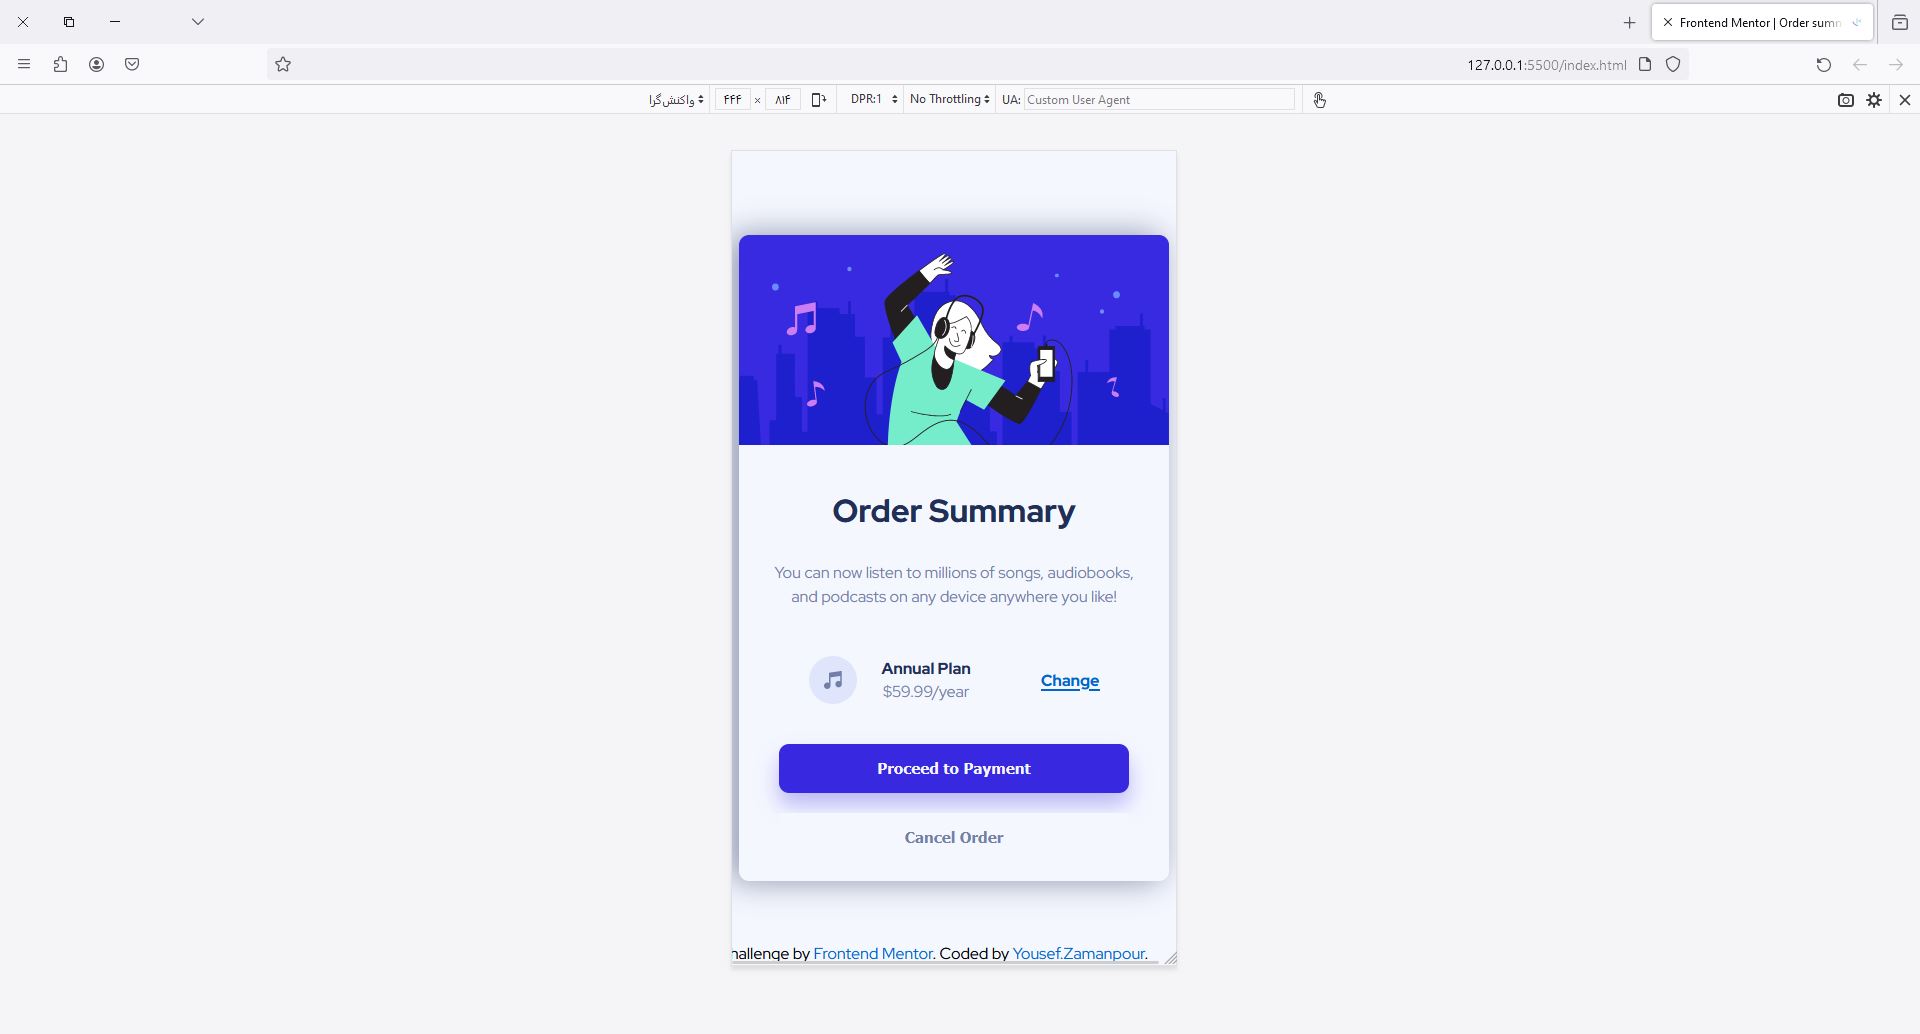 Frontend Mentor | Order sum
127.0.0.1:5500/index.html
واکنش‌گرا
۴۴۴ × ۸۱۴
DPR:1
No Throttling
UA: Custom User Agent
Order Summary
You can now listen to millions of songs, audiobooks,
and podcasts on any device anywhere you like!
Annual Plan
$59.99/year
Change
Proceed to Payment
Cancel Order
hallenge by Frontend Mentor. Coded by Yousef.Zamanpour.